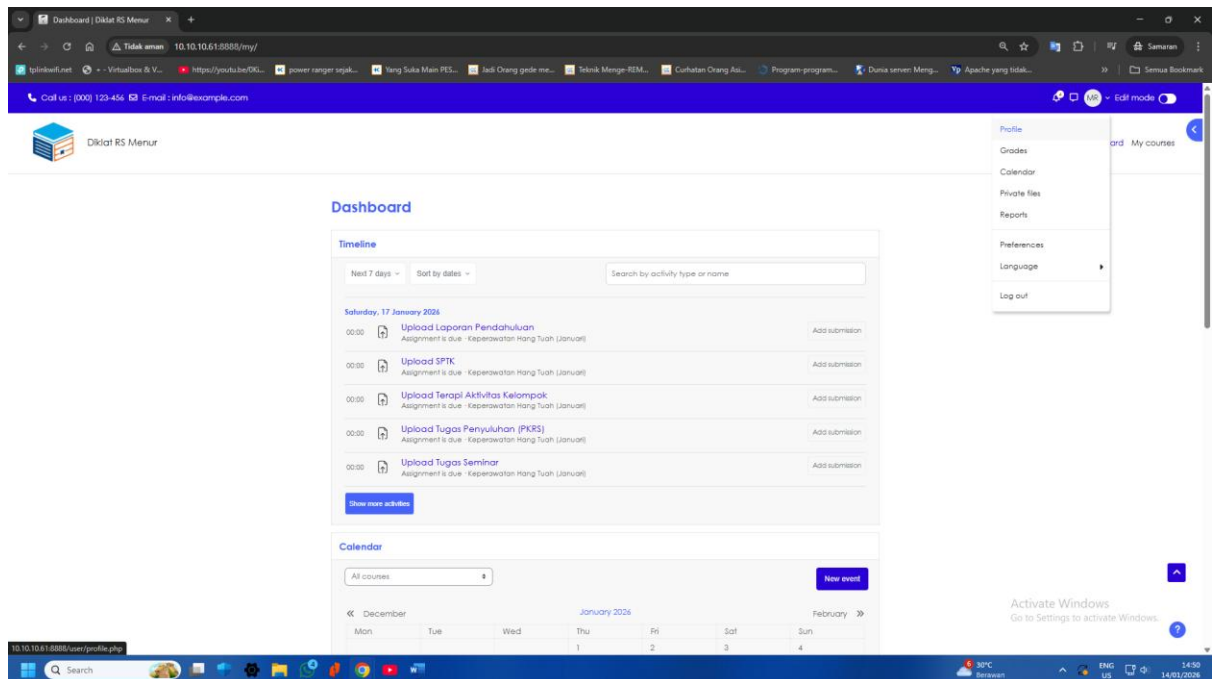 Dashboard | Diklat RS Menur
Tidak aman 10.10.10.61:8888/my/ Samaran
tplinkwifi.net - - Virtualbox & V... https://youtu.be/DKi... power ranger sejak... Yang Suka Main PES... Jadi Orang gede me... Teknik Menge-REM... Curhatan Orang Asi... Program-program... Dunia server: Meng... Apache yang tidak... » Semua Bookmark
Call us : (000) 123-456 E-mail : info@example.com MR Edit mode
Diklat RS Menur
ard My courses
Profile
Grades
Calendar
Private files
Reports
Preferences
Language
Log out
Dashboard
Timeline
Next 7 days Sort by dates Search by activity type or name
Saturday, 17 January 2026
00:00 Upload Laporan Pendahuluan Add submission
Assignment is due · Keperawatan Hang Tuah (Januari)
00:00 Upload SPTK Add submission
Assignment is due · Keperawatan Hang Tuah (Januari)
00:00 Upload Terapi Aktivitas Kelompok Add submission
Assignment is due · Keperawatan Hang Tuah (Januari)
00:00 Upload Tugas Penyuluhan (PKRS) Add submission
Assignment is due · Keperawatan Hang Tuah (Januari)
00:00 Upload Tugas Seminar Add submission
Assignment is due · Keperawatan Hang Tuah (Januari)
Show more activities
Calendar
All courses New event
« December January 2026 February »
Mon Tue Wed Thu Fri Sat Sun
1 2 3 4
Activate Windows
Go to Settings to activate Windows.
10.10.10.61:8888/user/profile.php
Search 30°C Berawan ENG US 14:50 14/01/2026